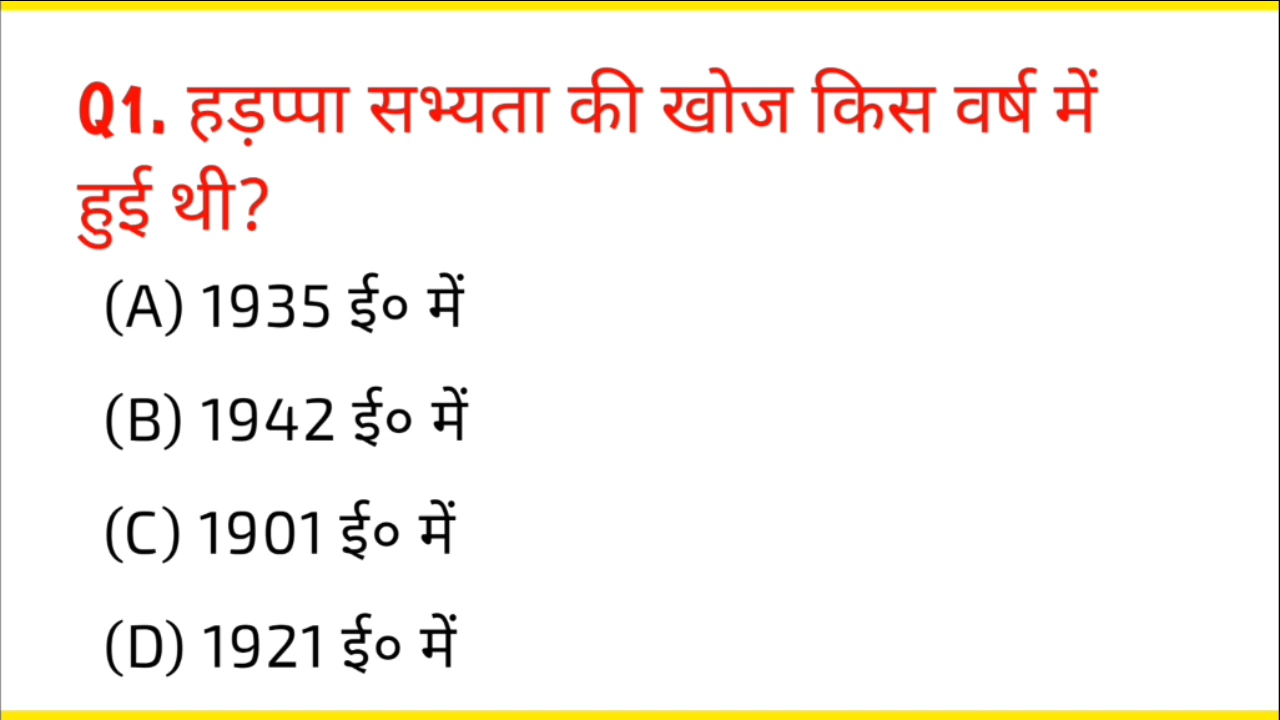 Q1. हड़प्पा सभ्यता की खोज किस वर्ष में
हुई थी?
(A) 1935 ई० में
(B) 1942 ई० में
(C) 1901 ई० में
(D) 1921 ई० में